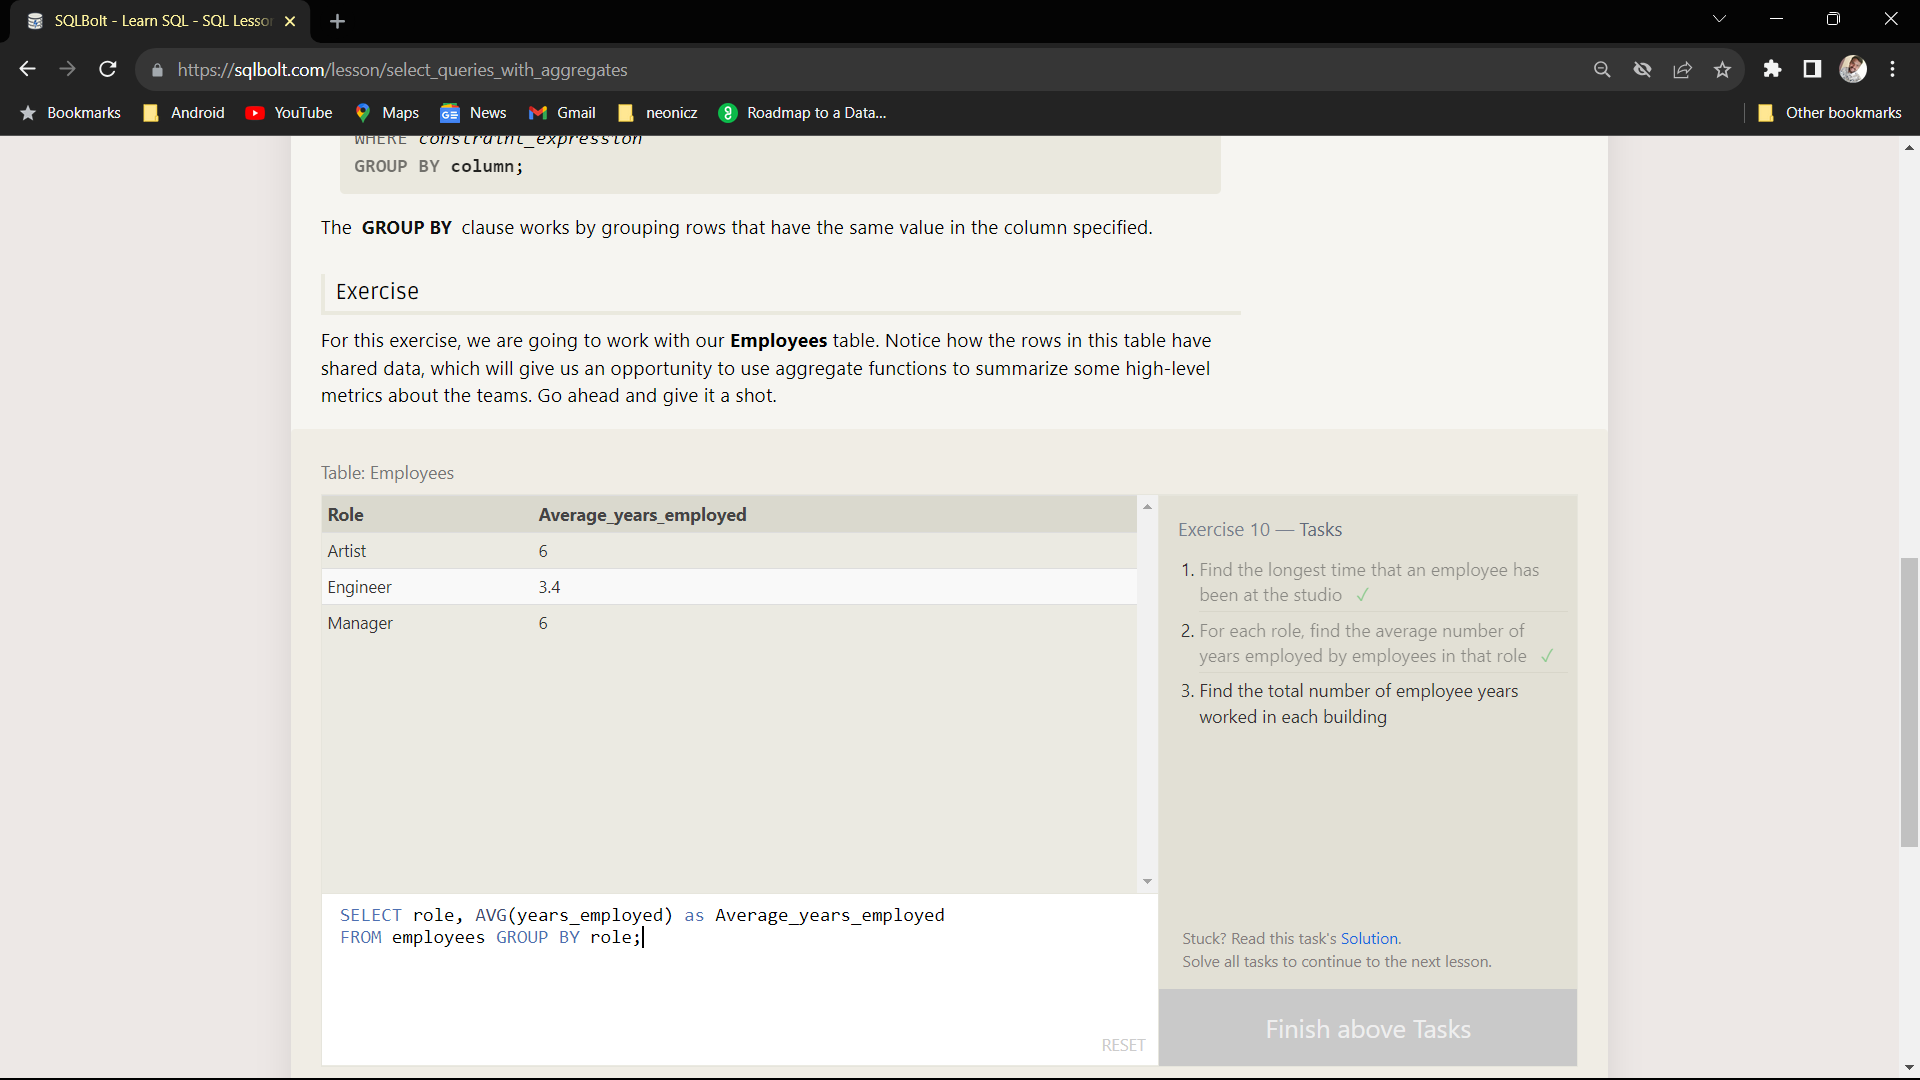 SQLBolt - Learn SQL - SQL Lesso
https://sqlbolt.com/lesson/select_queries_with_aggregates
Bookmarks Android YouTube Maps News Gmail neonicz Roadmap to a Data... Other bookmarks
WHERE constraint_expression
GROUP BY column;
The GROUP BY clause works by grouping rows that have the same value in the column specified.
Exercise
For this exercise, we are going to work with our Employees table. Notice how the rows in this table have
shared data, which will give us an opportunity to use aggregate functions to summarize some high-level
metrics about the teams. Go ahead and give it a shot.
Table: Employees
Role Average_years_employed
Artist 6
Engineer 3.4
Manager 6
SELECT role, AVG(years_employed) as Average_years_employed
FROM employees GROUP BY role;
RESET
Exercise 10 — Tasks
1. Find the longest time that an employee has
been at the studio ✓
2. For each role, find the average number of
years employed by employees in that role ✓
3. Find the total number of employee years
worked in each building
Stuck? Read this task's Solution.
Solve all tasks to continue to the next lesson.
Finish above Tasks